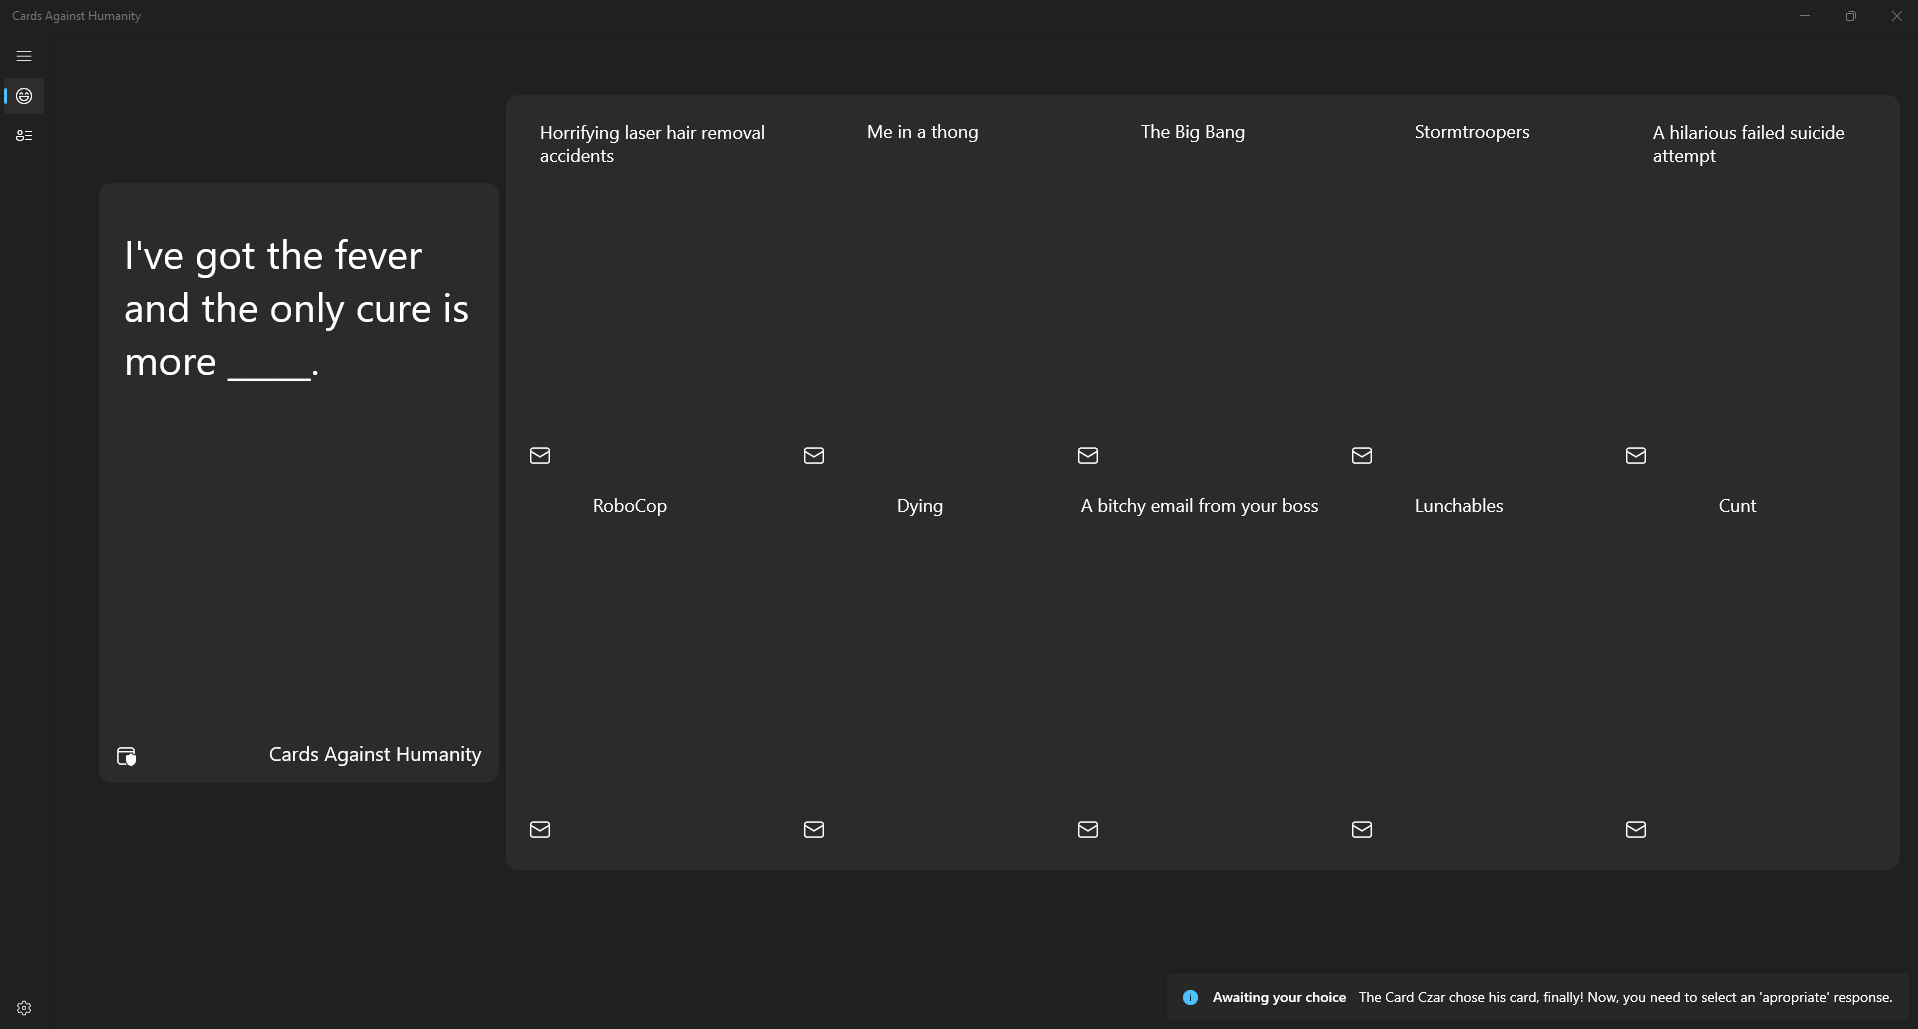 Cards Against Humanity
I've got the fever
and the only cure is
more _____.
Cards Against Humanity
Horrifying laser hair removal
accidents
Me in a thong
The Big Bang
Stormtroopers
A hilarious failed suicide
attempt
RoboCop
Dying
A bitchy email from your boss
Lunchables
Cunt
Awaiting your choice The Card Czar chose his card, finally! Now, you need to select an 'apropriate' response.